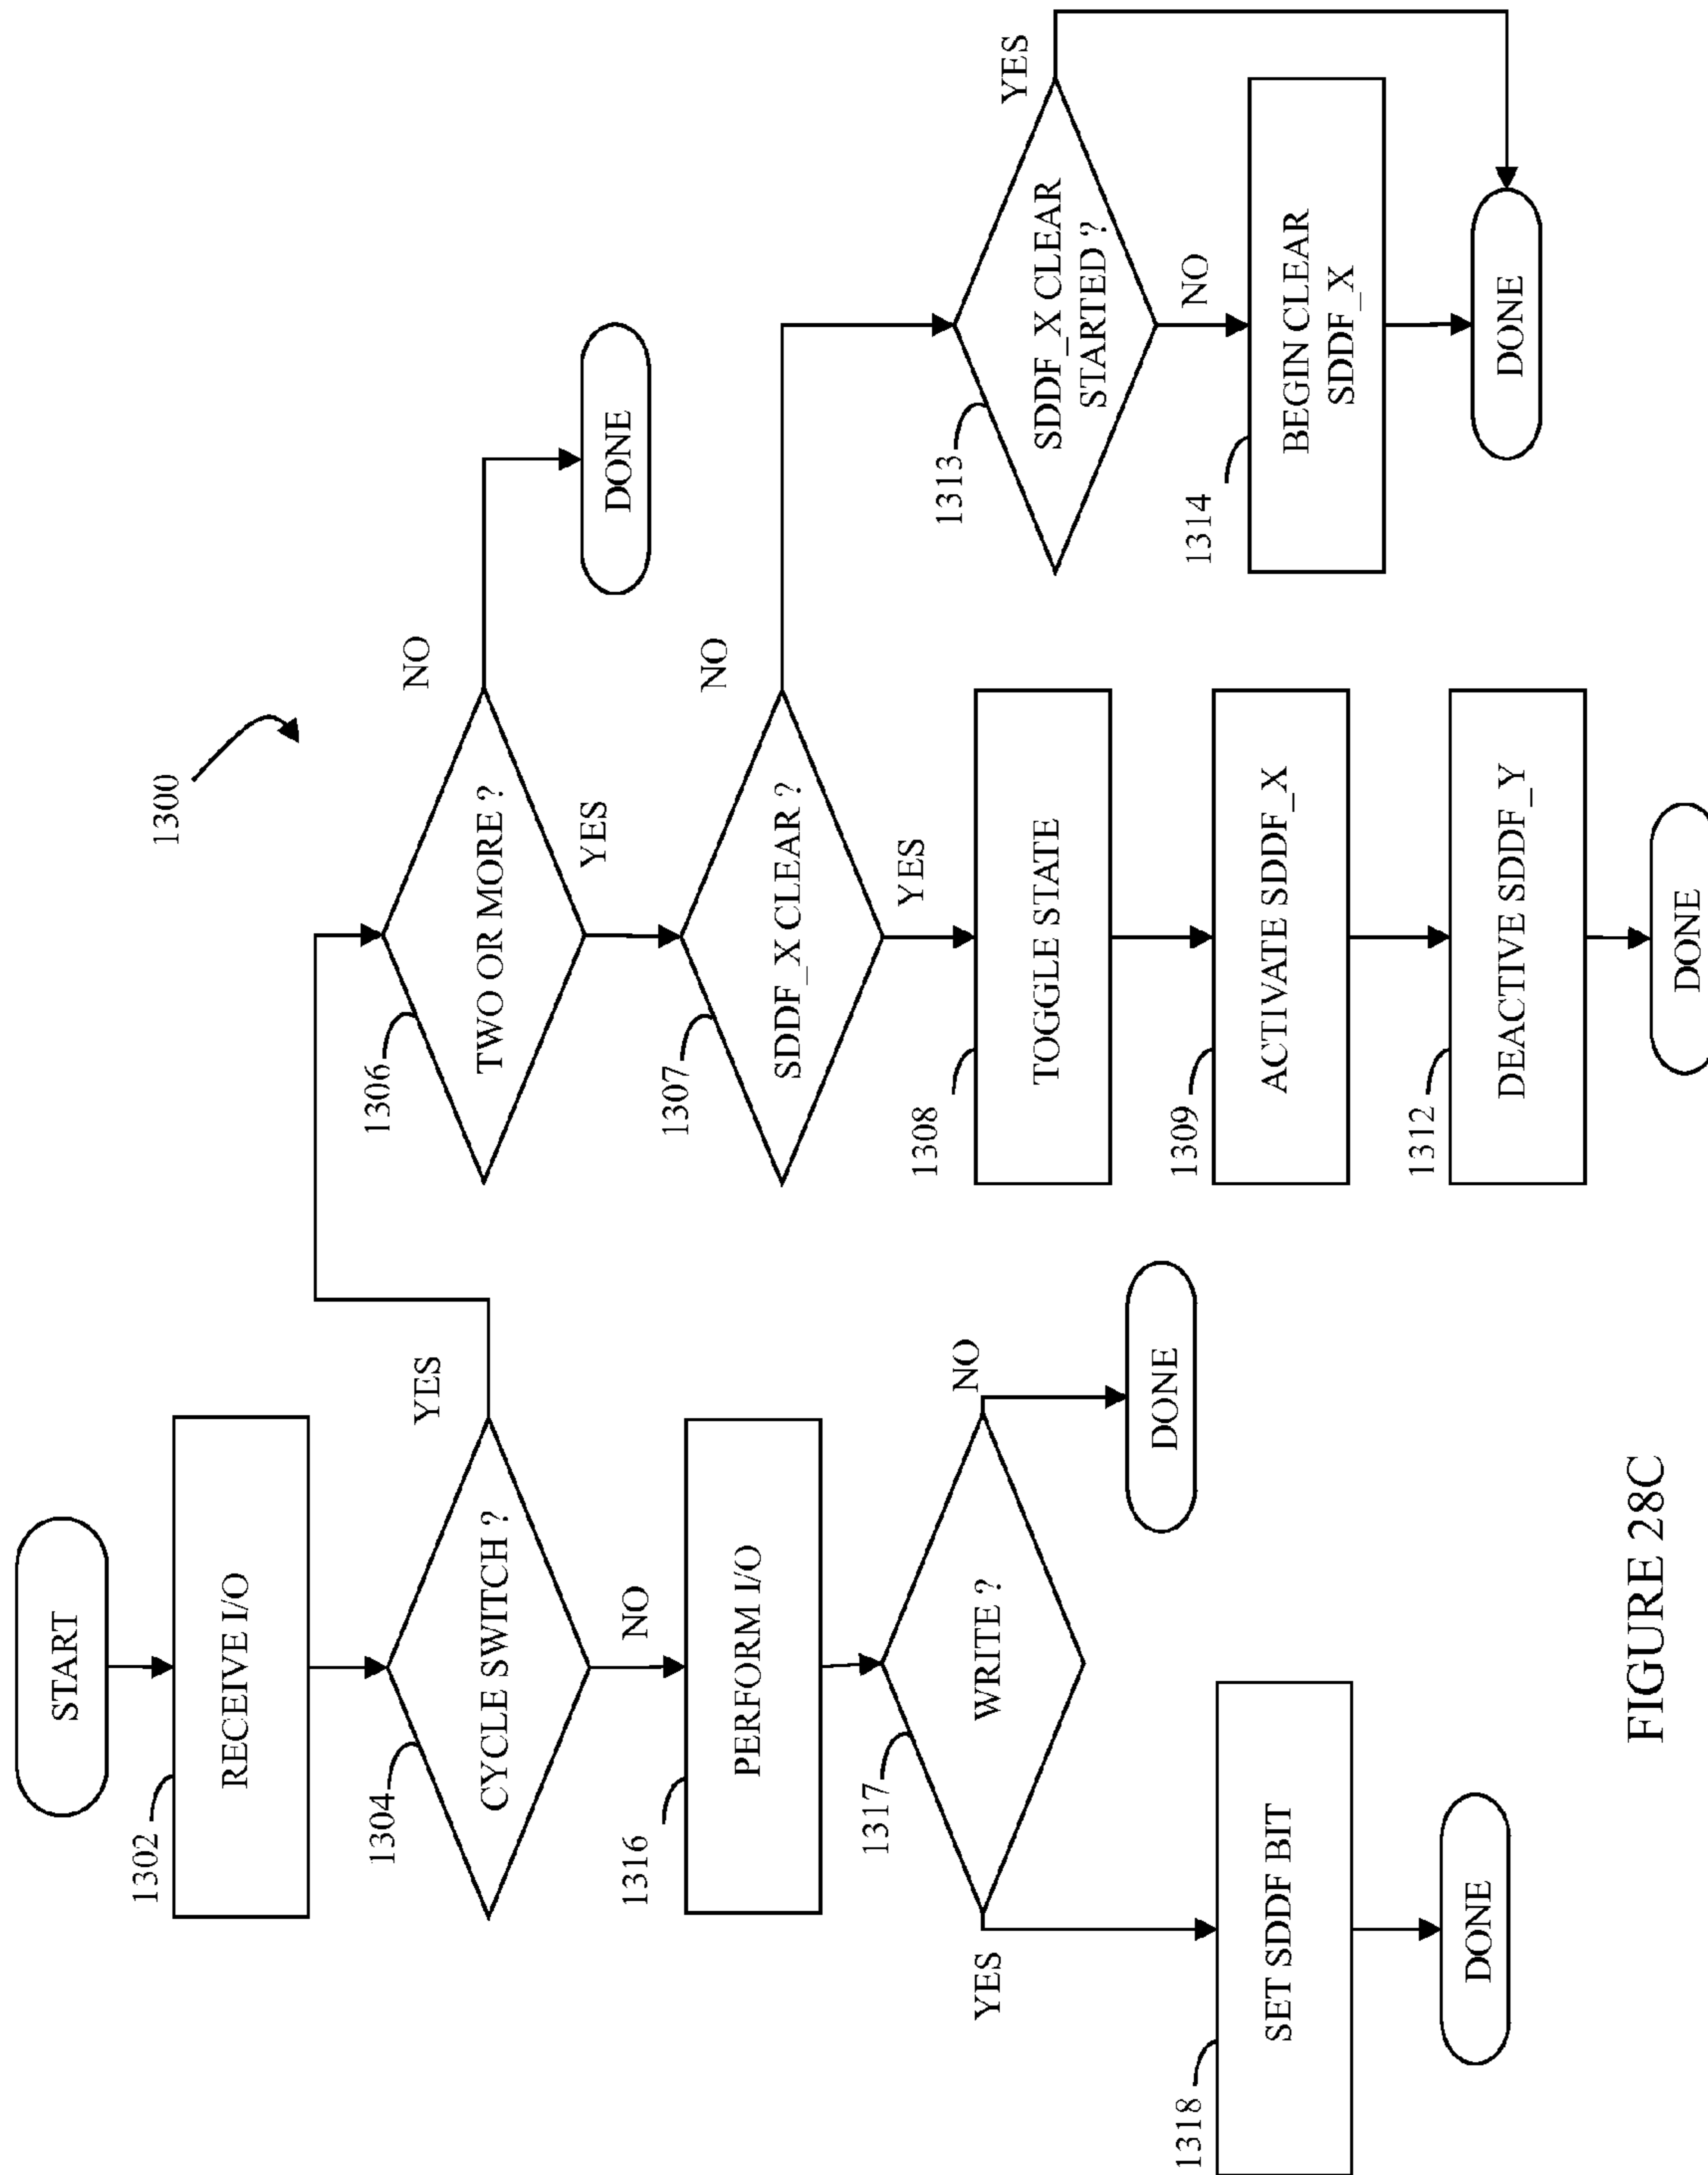 1300
START
1302
RECEIVE I/O
1304
CYCLE SWITCH ?
YES
NO
1316
PERFORM I/O
1317
WRITE ?
NO
DONE
YES
1318
SET SDDF BIT
DONE
1306
TWO OR MORE ?
NO
DONE
YES
1307
SDDF_X CLEAR ?
NO
YES
1308
TOGGLE STATE
1309
ACTIVATE SDDF_X
1312
DEACTIVE SDDF_Y
DONE
1313
SDDF_X CLEAR
STARTED ?
YES
NO
1314
BEGIN CLEAR
SDDF_X
DONE
FIGURE 28C